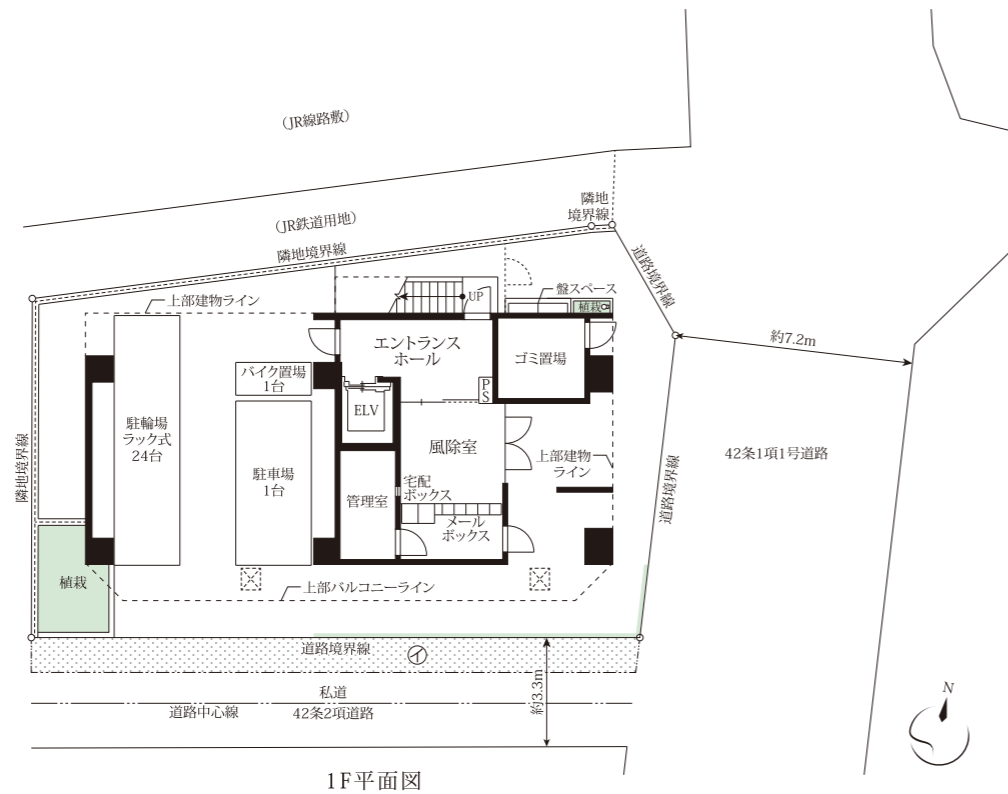 (JR線路敷)
(JR鉄道用地)
隣地
境界線
隣地境界線
道路境界線
上部建物ライン
UP
盤スペース
植栽
約7.2m
エントランス
ホール
ゴミ置場
バイク置場
1台
P
S
ELV
駐輪場
ラック式
24台
駐車場
1台
風除室
上部建物
ライン
42条1項1号道路
隣地境界線
道路境界線
管理室
宅配
ボックス
メール
ボックス
植栽
上部バルコニーライン
道路境界線
イ
約3.3m
私道
道路中心線
42条2項道路
N
1F平面図